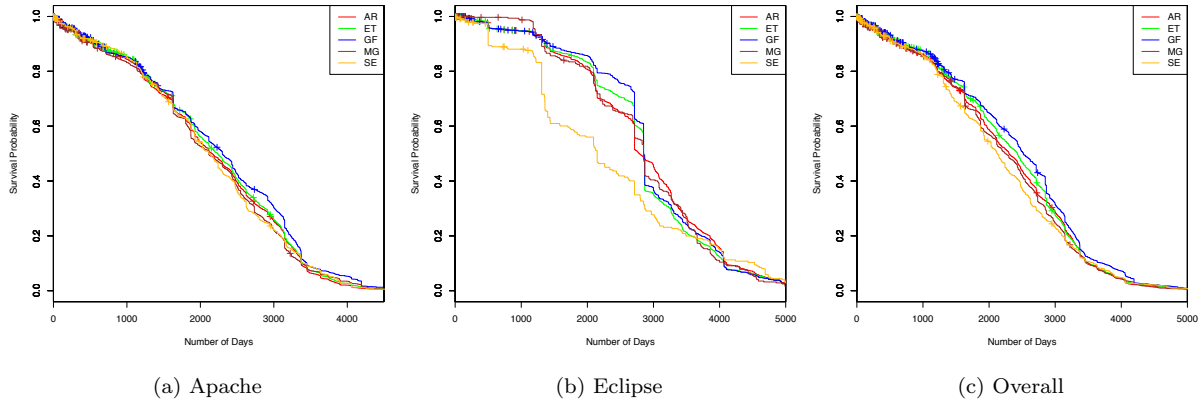 Survival Probability
1.0
0.8
0.6
0.4
0.2
0.0
0 1000 2000 3000 4000
Number of Days
AR
ET
GF
MG
SE
(a) Apache
Survival Probability
1.0
0.8
0.6
0.4
0.2
0.0
0 1000 2000 3000 4000 5000
Number of Days
AR
ET
GF
MG
SE
(b) Eclipse
Survival Probability
1.0
0.8
0.6
0.4
0.2
0.0
0 1000 2000 3000 4000 5000
Number of Days
AR
ET
GF
MG
SE
(c) Overall